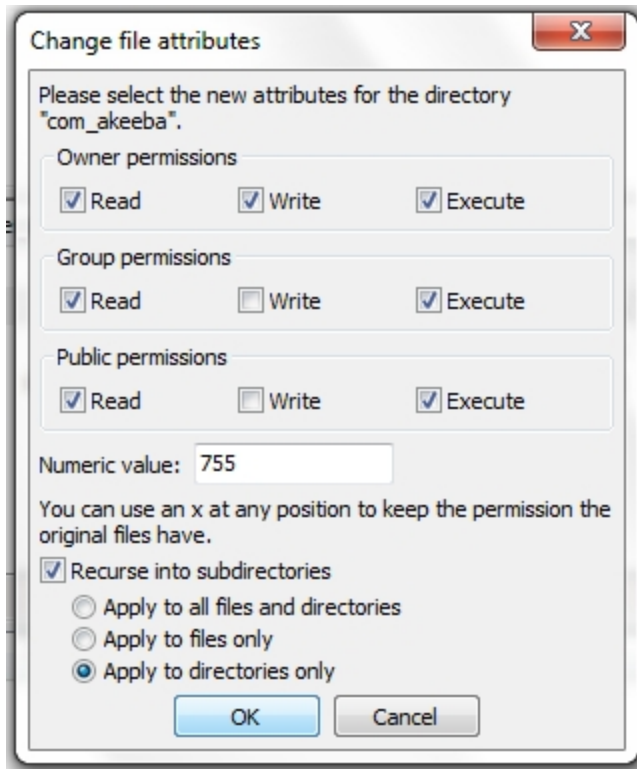 Change file attributes
Please select the new attributes for the directory
"com_akeeba".
Owner permissions
Read Write Execute
Group permissions
Read Write Execute
Public permissions
Read Write Execute
Numeric value: 755
You can use an x at any position to keep the permission the
original files have.
Recurse into subdirectories
Apply to all files and directories
Apply to files only
Apply to directories only
OK Cancel